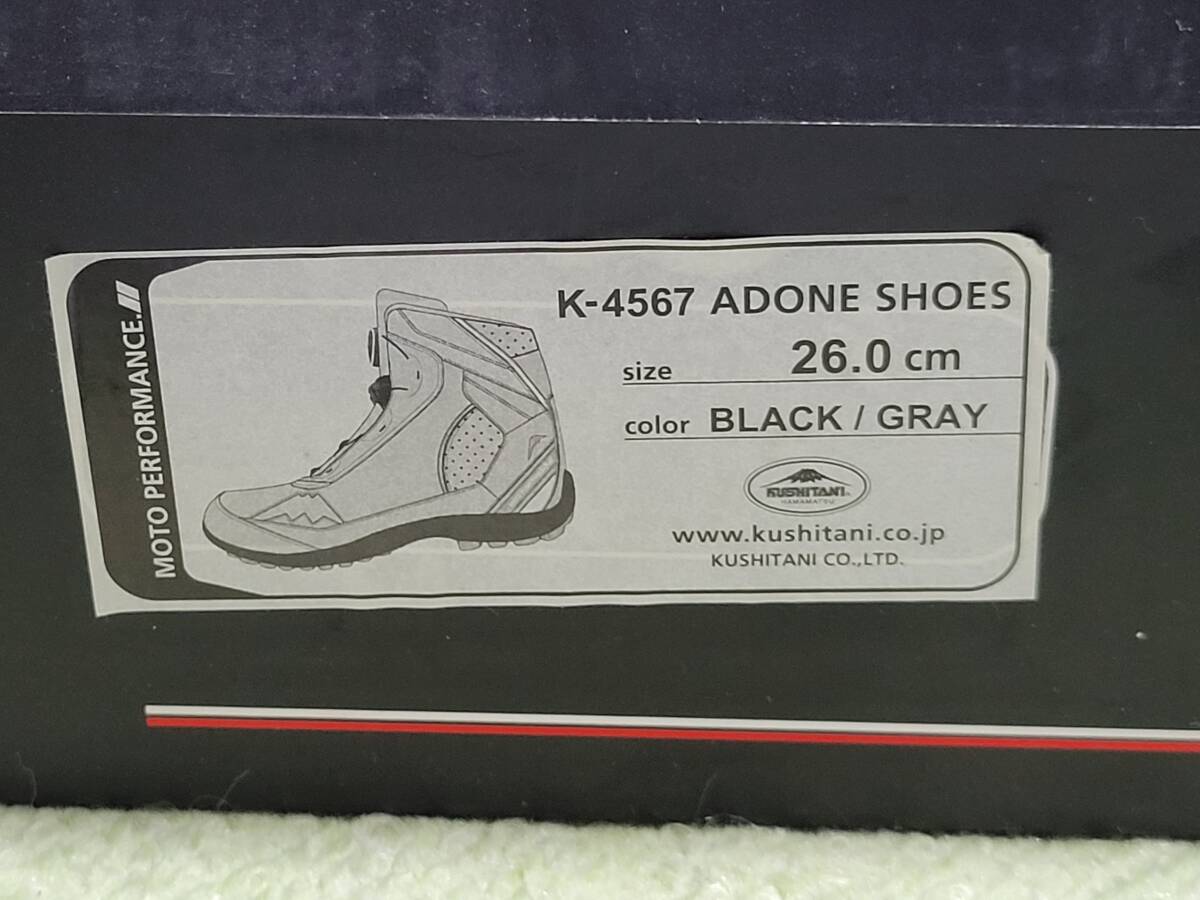 MOTO PERFORMANCE.///
K-4567 ADONE SHOES
size 26.0 cm
color BLACK / GRAY
KUSHITANI
HAMAMATSU
www.kushitani.co.jp
KUSHITANI CO.,LTD.